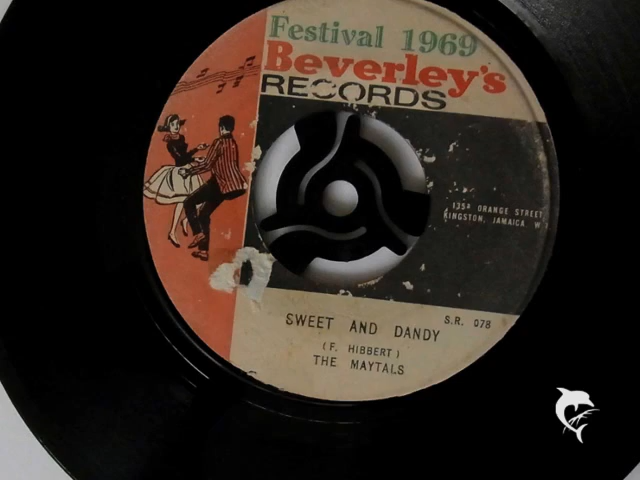 Festival 1969
Beverley's
RECORDS
135A ORANGE STREET
KINGSTON, JAMAICA W
SWEET AND DANDY
S.R. 078
(F. HIBBERT)
THE MAYTALS